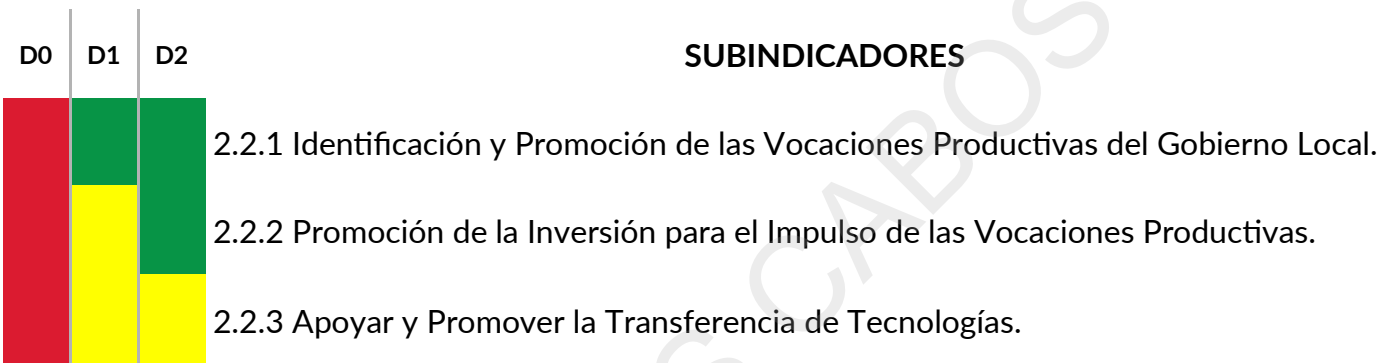 D0 D1 D2 SUBINDICADORES
2.2.1 Identificación y Promoción de las Vocaciones Productivas del Gobierno Local.
2.2.2 Promoción de la Inversión para el Impulso de las Vocaciones Productivas.
2.2.3 Apoyar y Promover la Transferencia de Tecnologías.
S CABOS